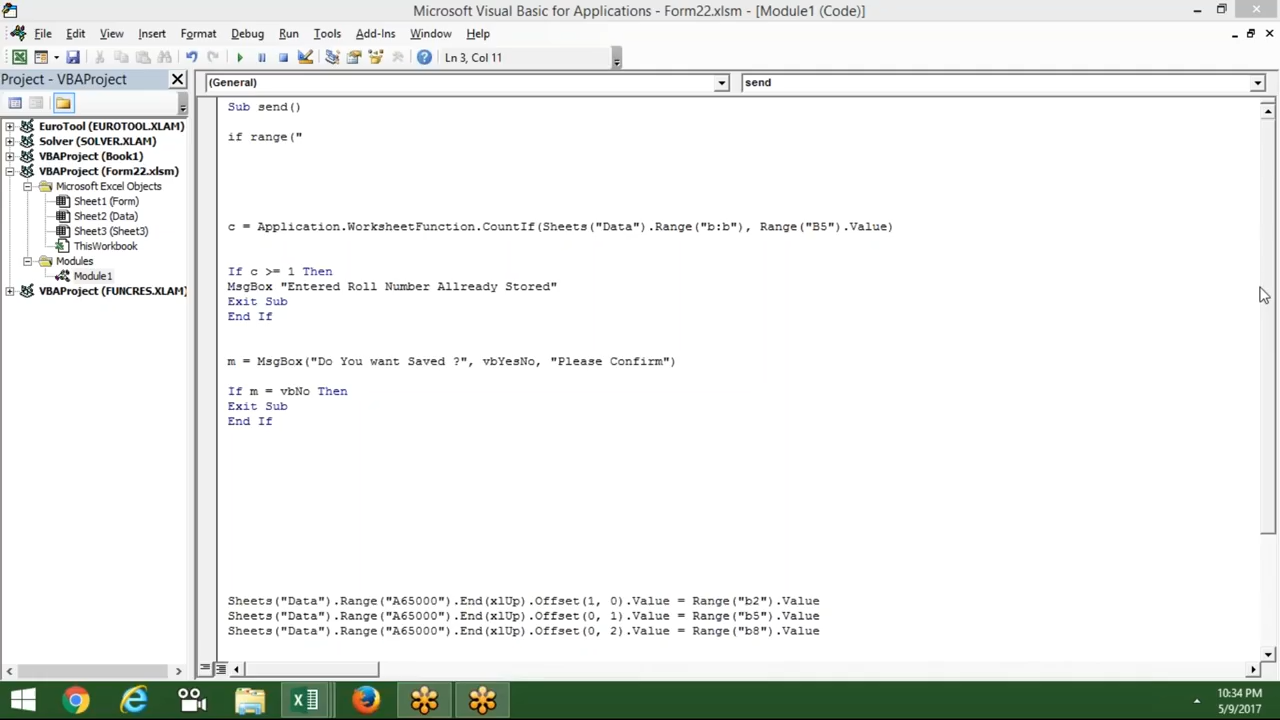 Microsoft Visual Basic for Applications - Form22.xlsm - [Module1 (Code)]
File Edit View Insert Format Debug Run Tools Add-Ins Window Help
Ln 3, Col 11
Project - VBAProject
(General)
send
EuroTool (EUROTOOL.XLAM)
Solver (SOLVER.XLAM)
VBAProject (Book1)
VBAProject (Form22.xlsm)
Microsoft Excel Objects
Sheet1 (Form)
Sheet2 (Data)
Sheet3 (Sheet3)
ThisWorkbook
Modules
Module1
VBAProject (FUNCRES.XLAM)
Sub send()
if range("
c = Application.WorksheetFunction.CountIf(Sheets("Data").Range("b:b"), Range("B5").Value)
If c >= 1 Then
MsgBox "Entered Roll Number Allready Stored"
Exit Sub
End If
m = MsgBox("Do You want Saved ?", vbYesNo, "Please Confirm")
If m = vbNo Then
Exit Sub
End If
Sheets("Data").Range("A65000").End(xlUp).Offset(1, 0).Value = Range("b2").Value
Sheets("Data").Range("A65000").End(xlUp).Offset(0, 1).Value = Range("b5").Value
Sheets("Data").Range("A65000").End(xlUp).Offset(0, 2).Value = Range("b8").Value
10:34 PM
5/9/2017